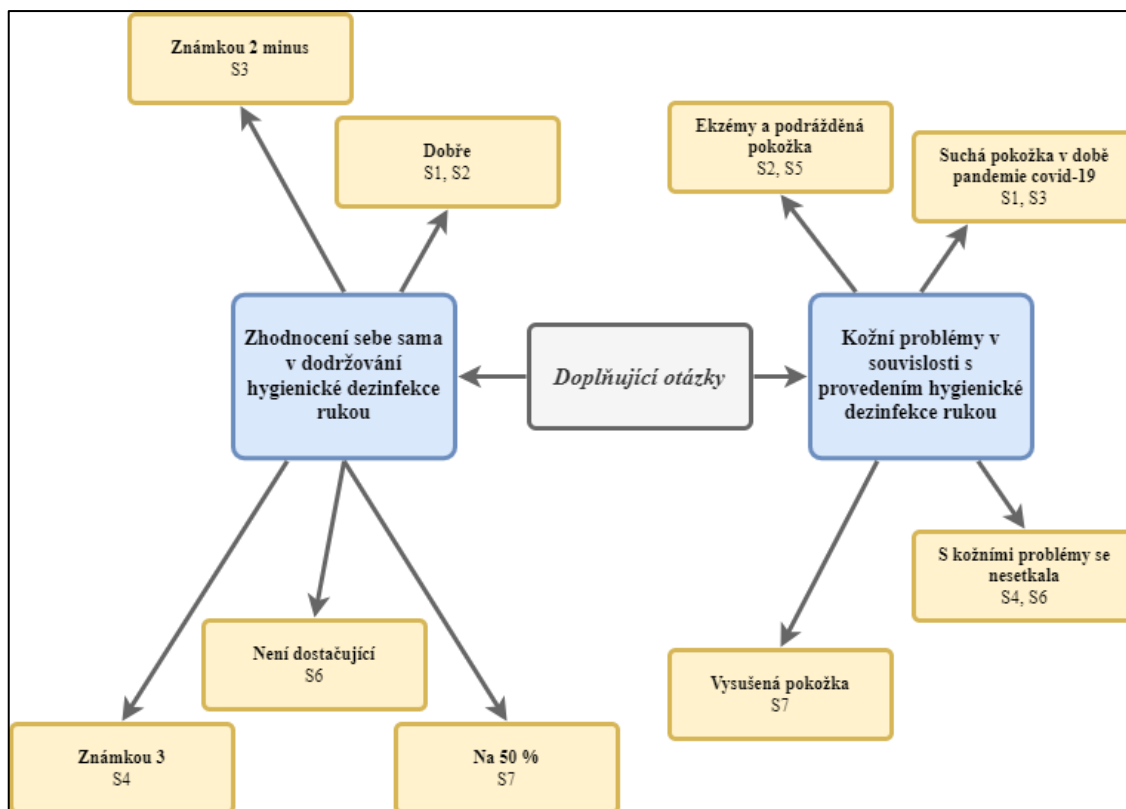 Známkou 2 minus
S3
Dobře
S1, S2
Ekzémy a podrážděná
pokožka
S2, S5
Suchá pokožka v době
pandemie covid-19
S1, S3
Zhodnocení sebe sama
v dodržování
hygienické dezinfekce
rukou
Doplňující otázky
Kožní problémy v
souvislosti s
provedením hygienické
dezinfekce rukou
S kožními problémy se
nesetkala
S4, S6
Není dostačující
S6
Vysušená pokožka
S7
Známkou 3
S4
Na 50 %
S7